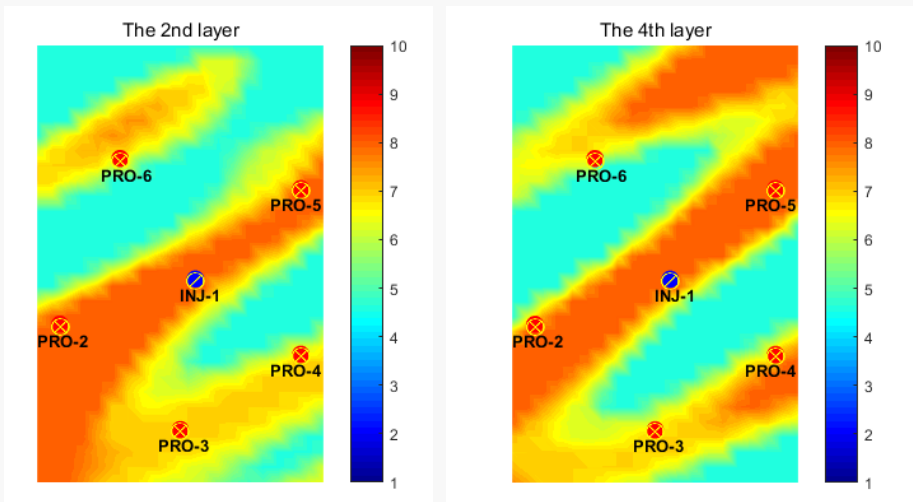 The 2nd layer
PRO-6
PRO-5
INJ-1
PRO-2
PRO-4
PRO-3
10
9
8
7
6
5
4
3
2
1
The 4th layer
PRO-6
PRO-5
INJ-1
PRO-2
PRO-4
PRO-3
10
9
8
7
6
5
4
3
2
1